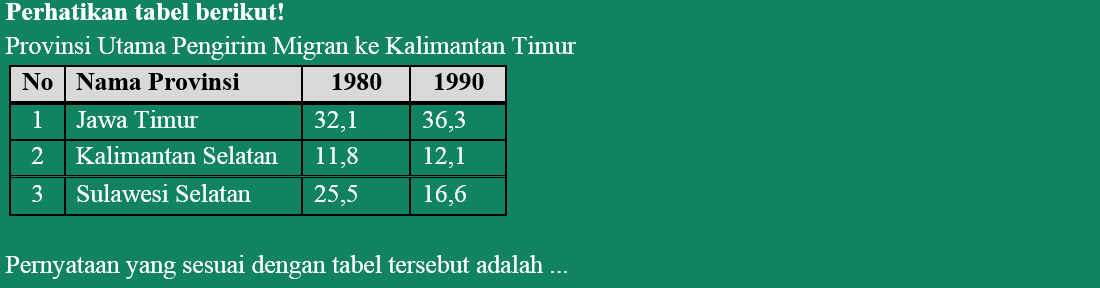 Perhatikan tabel berikut!
Provinsi Utama Pengirim Migran ke Kalimantan Timur
No Nama Provinsi 1980 1990
1 Jawa Timur 32,1 36,3
2 Kalimantan Selatan 11,8 12,1
3 Sulawesi Selatan 25,5 16,6
Pernyataan yang sesuai dengan tabel tersebut adalah ...